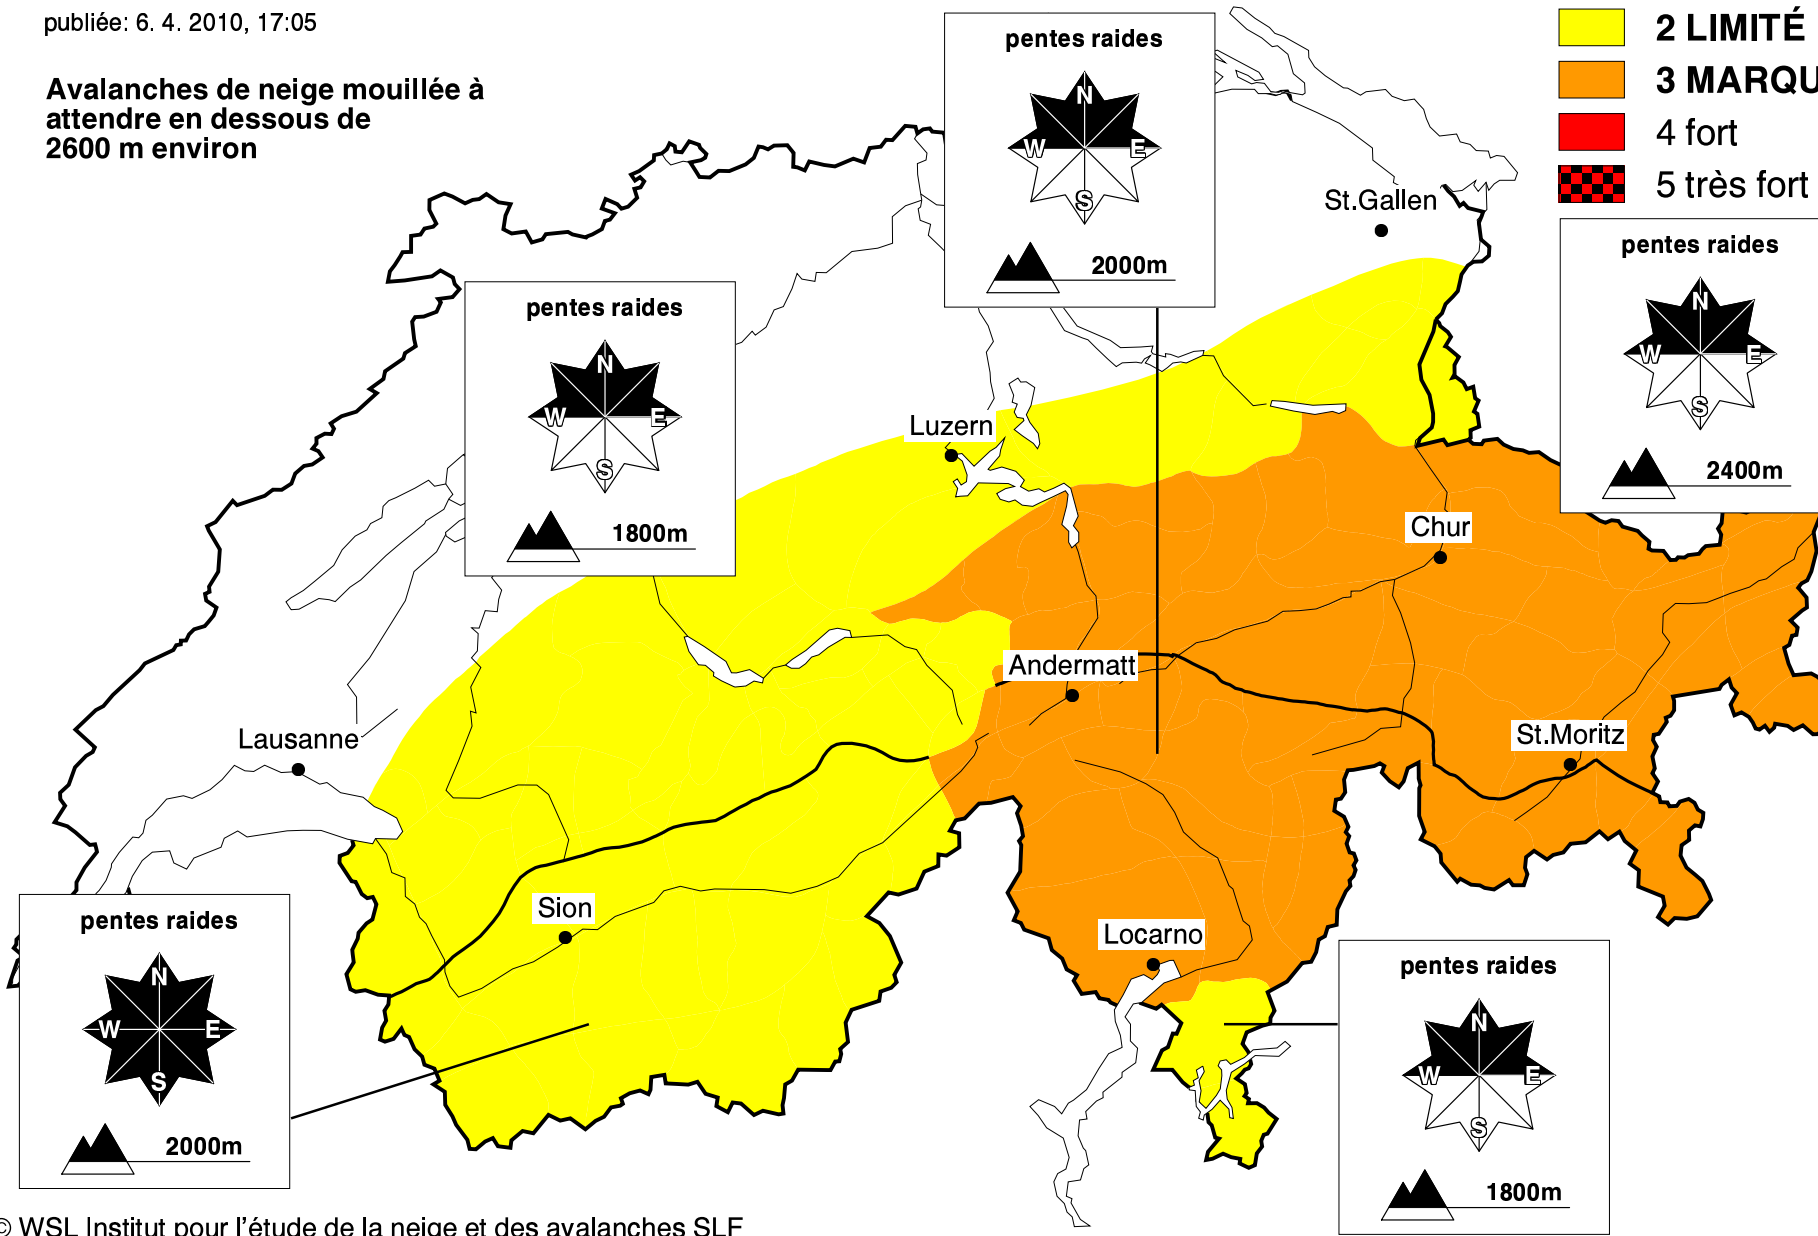 publiée: 6. 4. 2010, 17:05
Avalanches de neige mouillée à
attendre en dessous de
2600 m environ
2 LIMITÉ
3 MARQU
4 fort
5 très fort
pentes raides
N
W E
S
2000m
St.Gallen
pentes raides
N
W E
S
2400m
pentes raides
N
W E
S
1800m
Luzern
Chur
Andermatt
Lausanne
St.Moritz
Sion
Locarno
pentes raides
N
W E
S
2000m
pentes raides
N
W E
S
1800m
© WSL Institut pour l'étude de la neige et des avalanches SLF